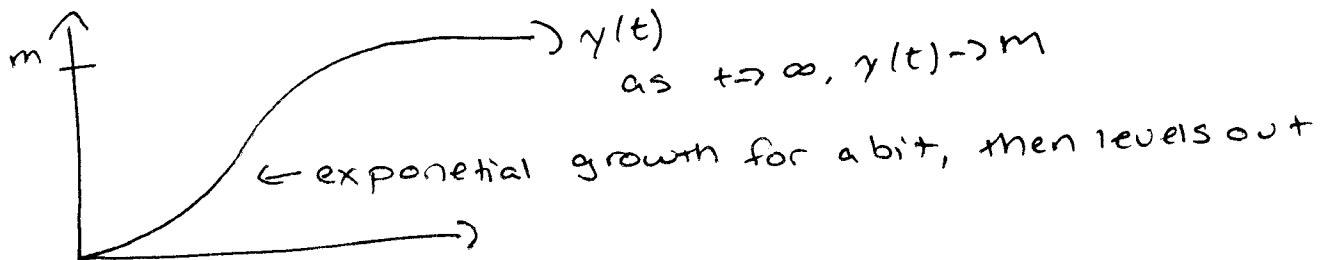 m
y(t)
as t→ ∞, y(t)→m
← exponetial growth for a bit, then levels out